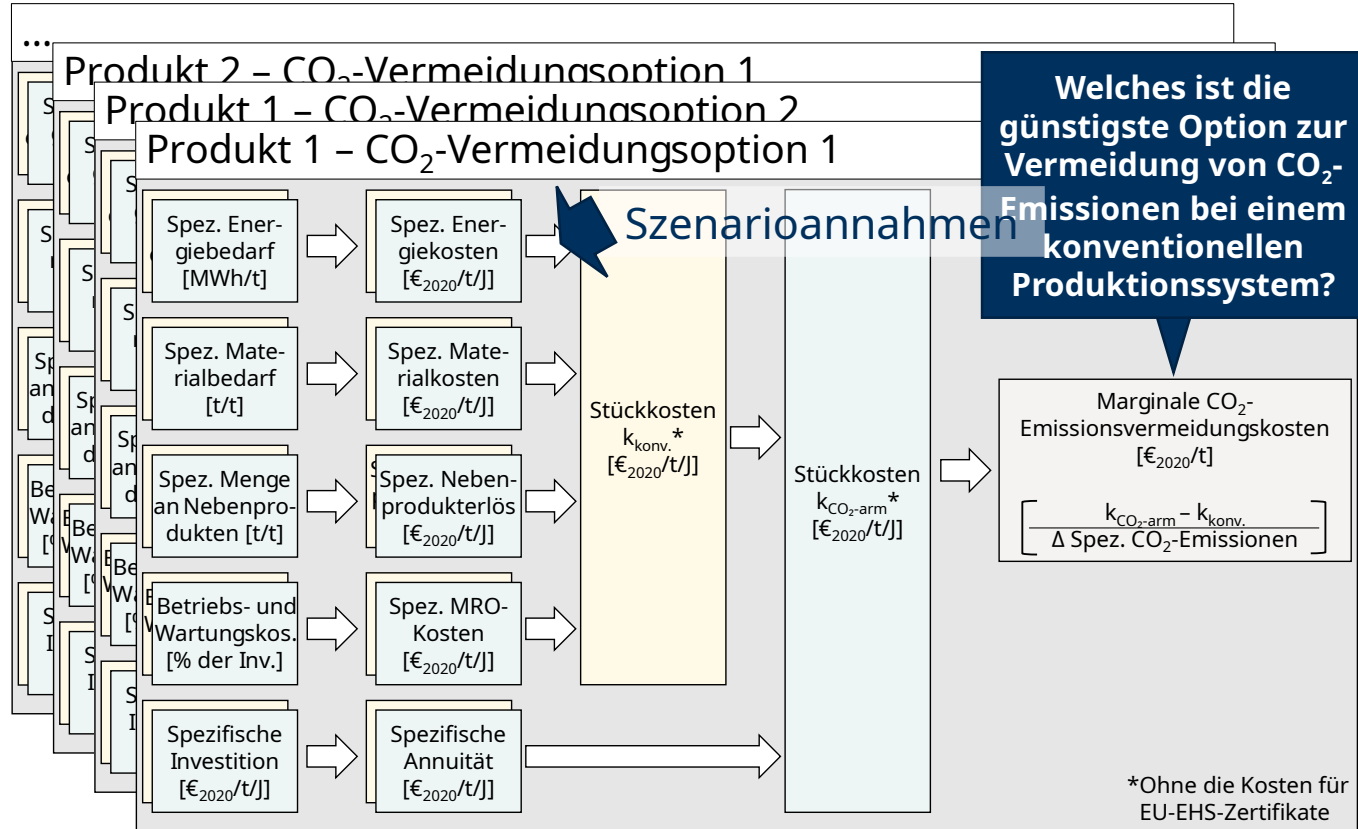 ...
Produkt 2 – CO₂-Vermeidungsoption 1
Produkt 1 – CO₂-Vermeidungsoption 2
Produkt 1 – CO₂-Vermeidungsoption 1
Welches ist die
günstigste Option zur
Vermeidung von CO₂-
Emissionen bei einem
konventionellen
Produktionssystem?
Szenarioannahmen
Spez. Ener-
giebedarf
[MWh/t]
Spez. Ener-
giekosten
[€₂₀₂₀/t/J]
Spez. Mate-
rialbedarf
[t/t]
Spez. Mate-
rialkosten
[€₂₀₂₀/t/J]
Spez. Menge
an Nebenpro-
dukten [t/t]
Spez. Neben-
produkterlös
[€₂₀₂₀/t/J]
Betriebs- und
Wartungskos.
[% der Inv.]
Spez. MRO-
Kosten
[€₂₀₂₀/t/J]
Spezifische
Investition
[€₂₀₂₀/t/J]
Spezifische
Annuität
[€₂₀₂₀/t/J]
Stückkosten
kkonv.*
[€₂₀₂₀/t/J]
Stückkosten
kCO₂-arm*
[€₂₀₂₀/t/J]
Marginale CO₂-
Emissionsvermeidungskosten
[€₂₀₂₀/t]
kCO₂-arm – kkonv.
Δ Spez. CO₂-Emissionen
*Ohne die Kosten für
EU-EHS-Zertifikate